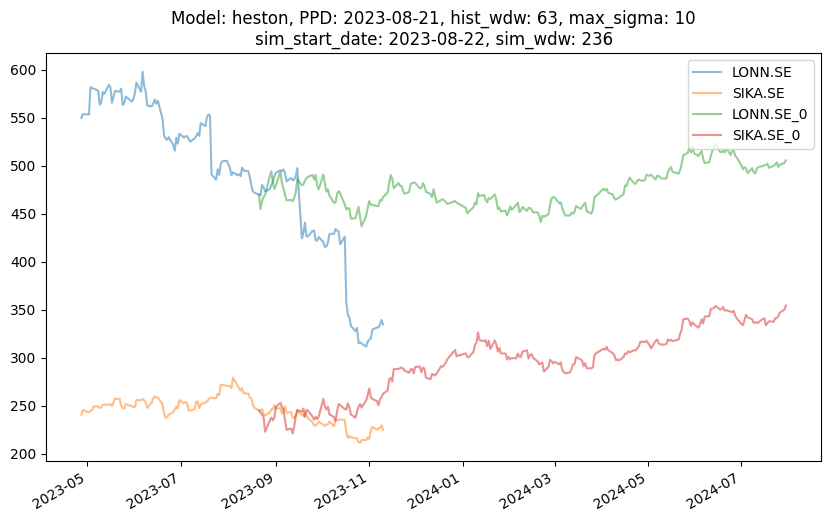 Model: heston, PPD: 2023-08-21, hist_wdw: 63, max_sigma: 10
sim_start_date: 2023-08-22, sim_wdw: 236
LONN.SE
SIKA.SE
LONN.SE_0
SIKA.SE_0
600
550
500
450
400
350
300
250
200
2023-05
2023-07
2023-09
2023-11
2024-01
2024-03
2024-05
2024-07